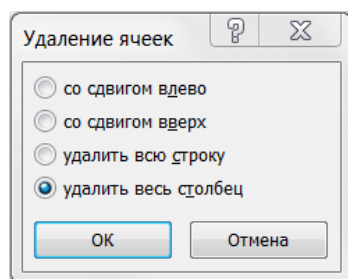 Удаление ячеек
со сдвигом влево
со сдвигом вверх
удалить всю строку
удалить весь столбец
ОК Отмена